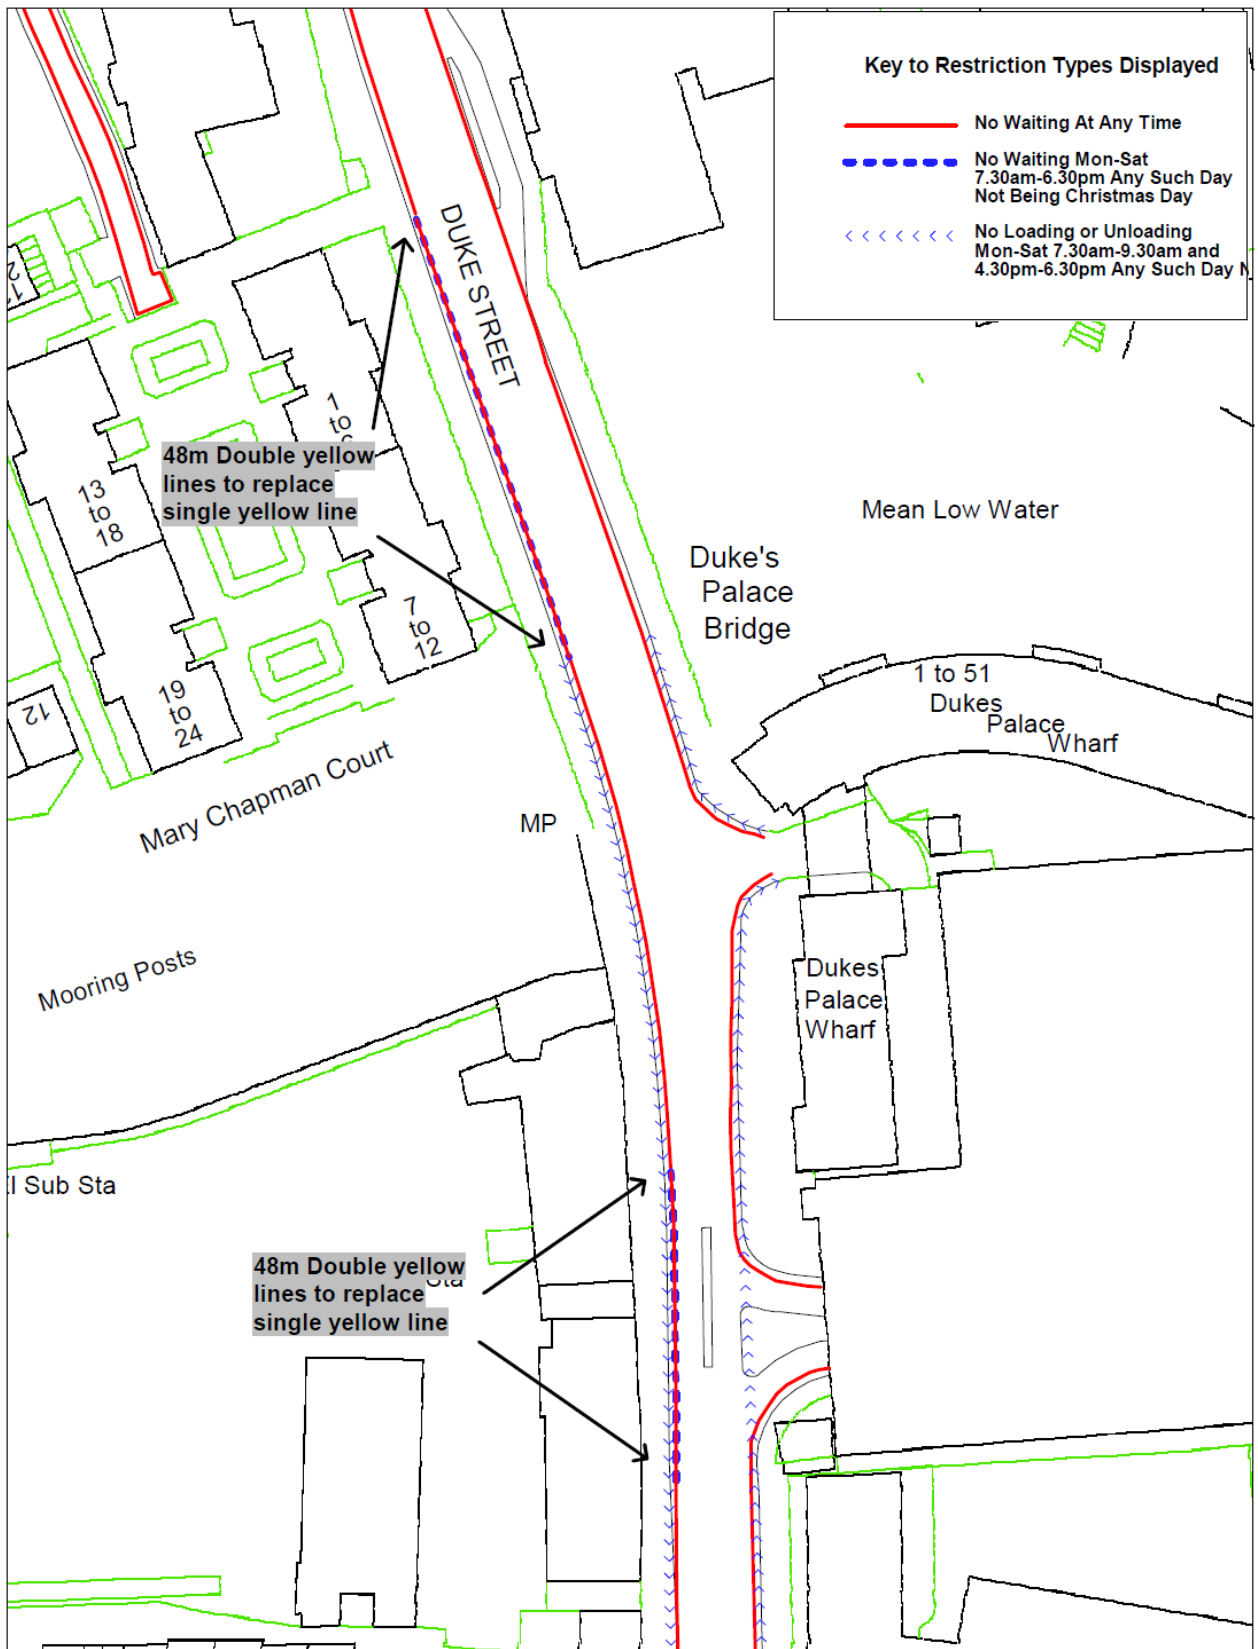 Key to Restriction Types Displayed
No Waiting At Any Time
No Waiting Mon-Sat
7.30am-6.30pm Any Such Day
Not Being Christmas Day
No Loading or Unloading
Mon-Sat 7.30am-9.30am and
4.30pm-6.30pm Any Such Day N
DUKE STREET
1
to
48m Double yellow
lines to replace
single yellow line
13
to
18
7
to
12
19
to
24
12
Mean Low Water
Duke's
Palace
Bridge
1 to 51
Dukes
Palace
Wharf
Mary Chapman Court
MP
Mooring Posts
Dukes
Palace
Wharf
El Sub Sta
48m Double yellow
lines to replace
single yellow line
Sta